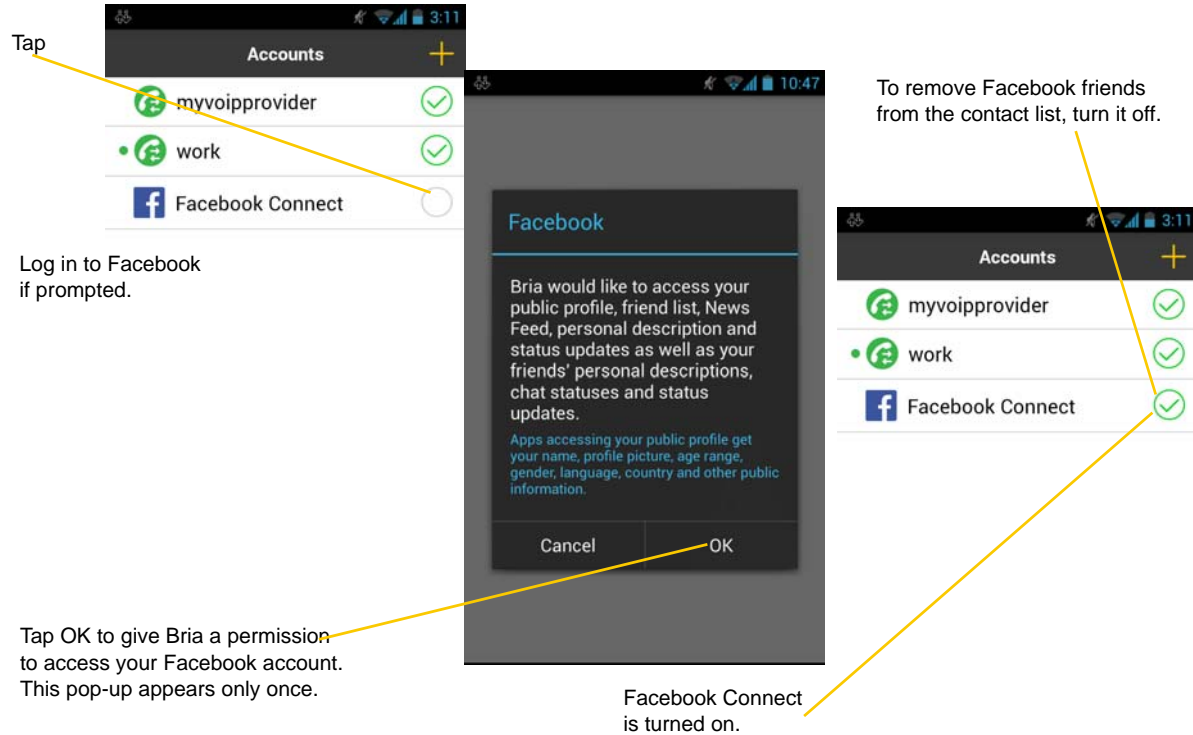 Tap
3:11
Accounts
myvoipprovider
work
Facebook Connect
Log in to Facebook
if prompted.
10:47
Facebook
Bria would like to access your
public profile, friend list, News
Feed, personal description and
status updates as well as your
friends' personal descriptions,
chat statuses and status
updates.
Apps accessing your public profile get
your name, profile picture, age range,
gender, language, country and other public
information.
Cancel
OK
Tap OK to give Bria a permission
to access your Facebook account.
This pop-up appears only once.
To remove Facebook friends
from the contact list, turn it off.
3:11
Accounts
myvoipprovider
work
Facebook Connect
Facebook Connect
is turned on.